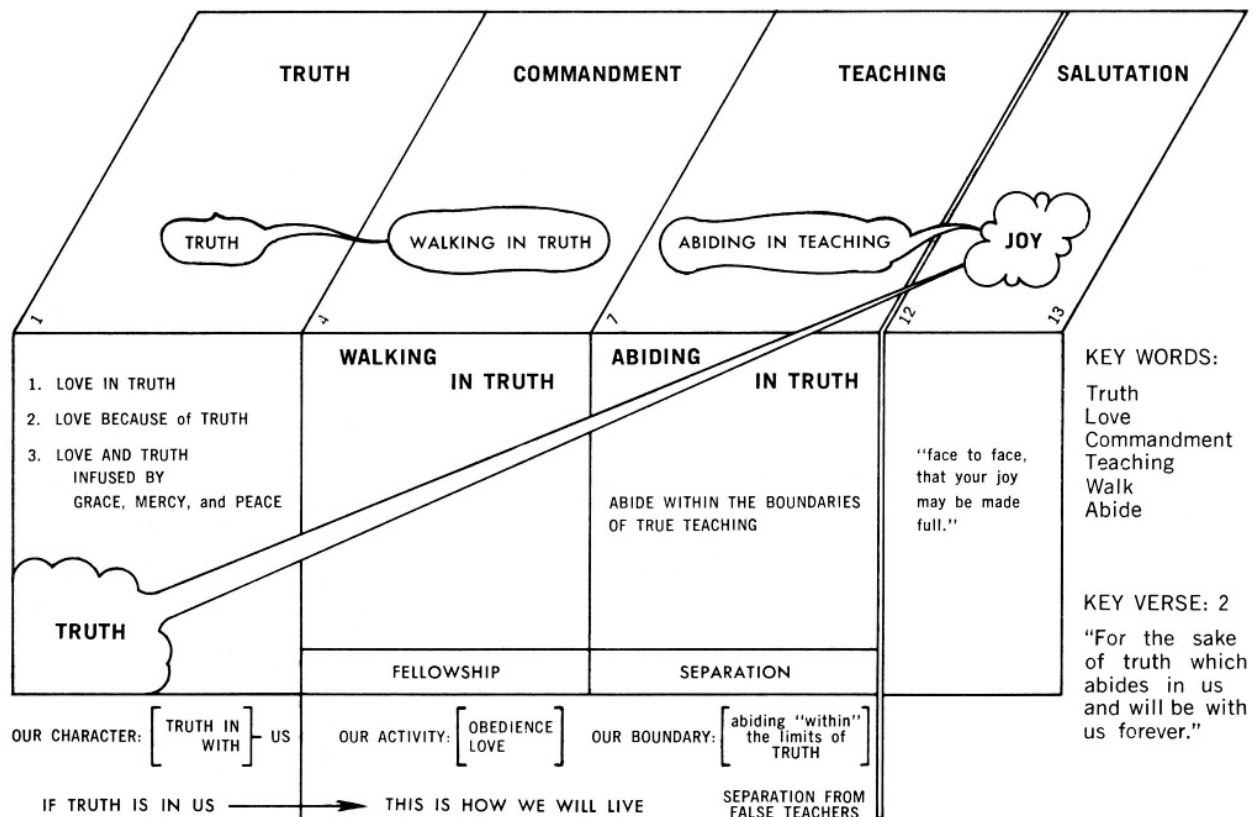 TRUTH
COMMANDMENT
TEACHING
SALUTATION
TRUTH
WALKING IN TRUTH
ABIDING IN TEACHING
JOY
1
4
7
12
13
1. LOVE IN TRUTH
2. LOVE BECAUSE of TRUTH
3. LOVE AND TRUTH
INFUSED BY
GRACE, MERCY, and PEACE
TRUTH
WALKING
IN TRUTH
FELLOWSHIP
ABIDING
IN TRUTH
ABIDE WITHIN THE BOUNDARIES
OF TRUE TEACHING
SEPARATION
"face to face,
that your joy
may be made
full."
KEY WORDS:
Truth
Love
Commandment
Teaching
Walk
Abide
KEY VERSE: 2
"For the sake
of truth which
abides in us
and will be with
us forever."
OUR CHARACTER: [TRUTH IN
WITH] - US
OUR ACTIVITY: [OBEDIENCE
LOVE]
OUR BOUNDARY: [abiding "within"
the limits of
TRUTH]
IF TRUTH IS IN US → THIS IS HOW WE WILL LIVE
SEPARATION FROM
FALSE TEACHERS